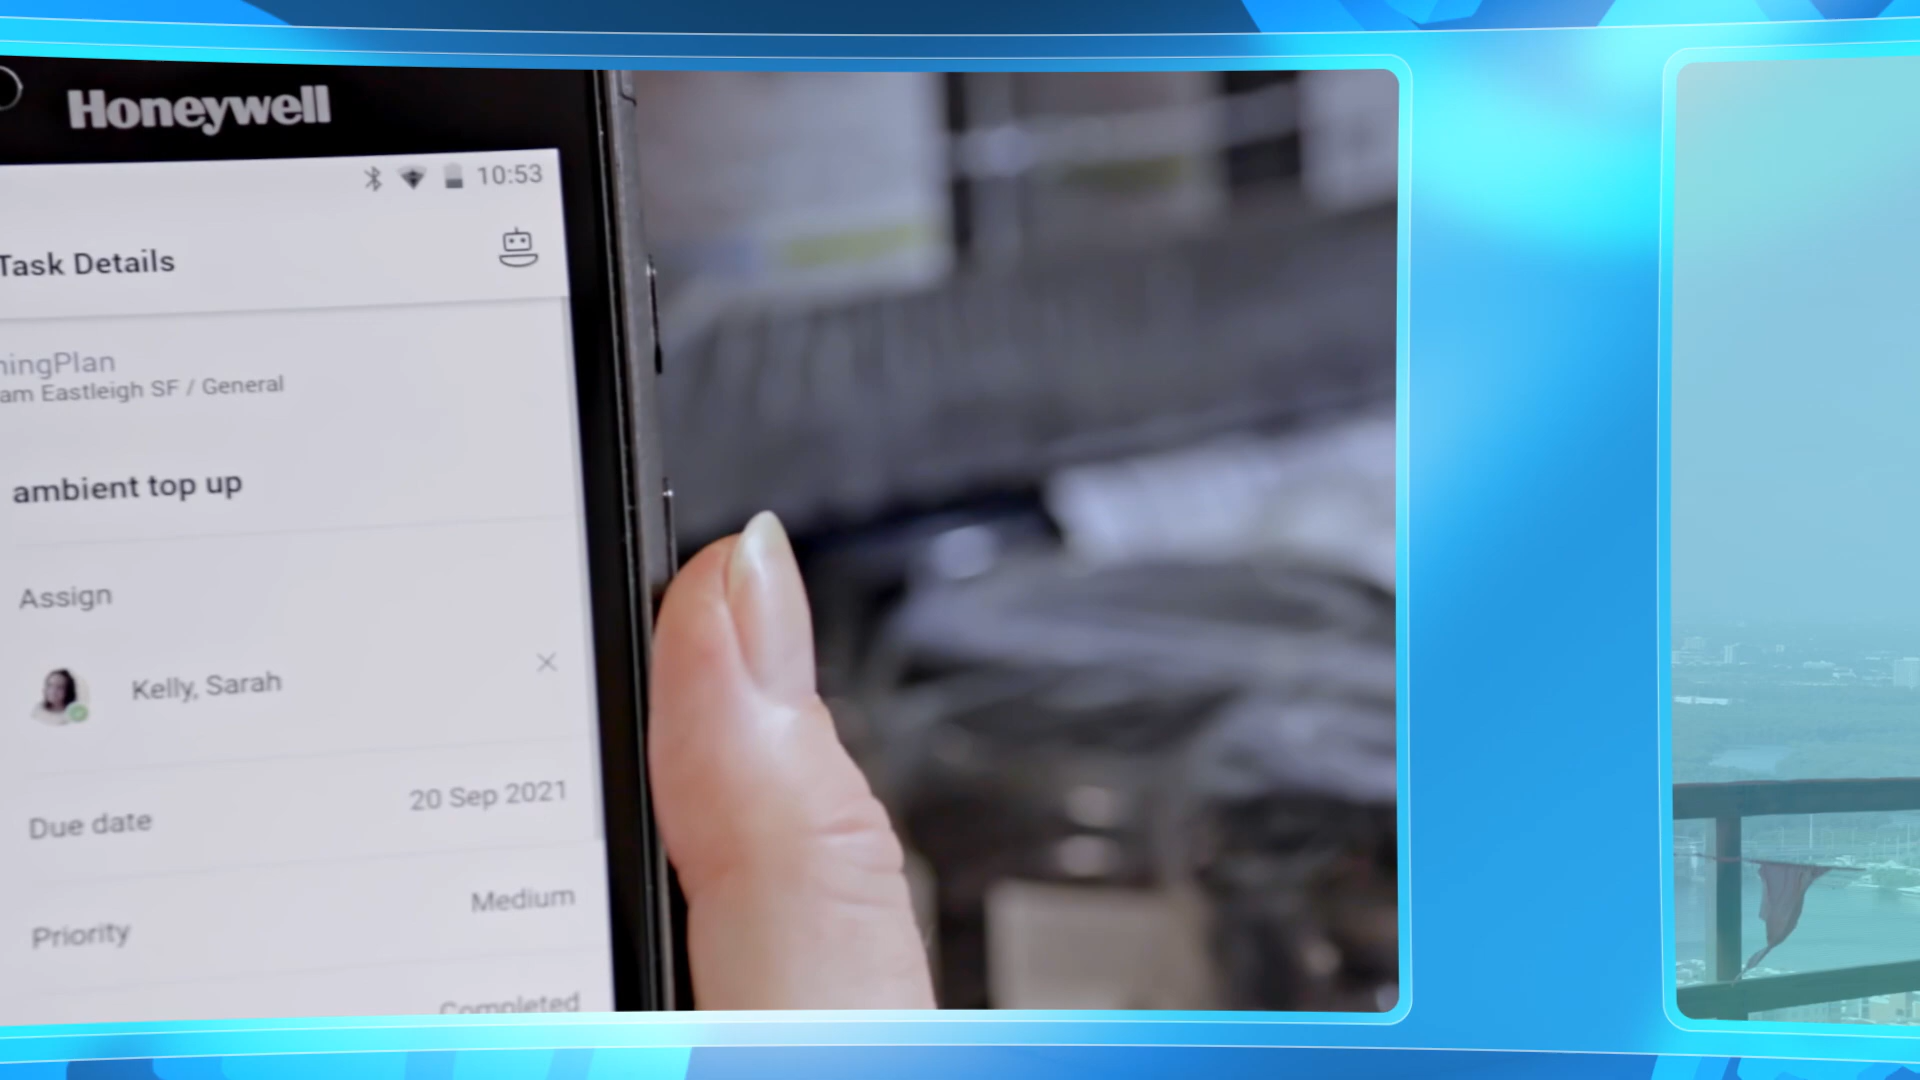 Honeywell
10:53
Task Details
am Eastleigh SF / General
ambient top up
Assign
Kelly, Sarah
Due date 20 Sep 2021
Priority Medium
Completed